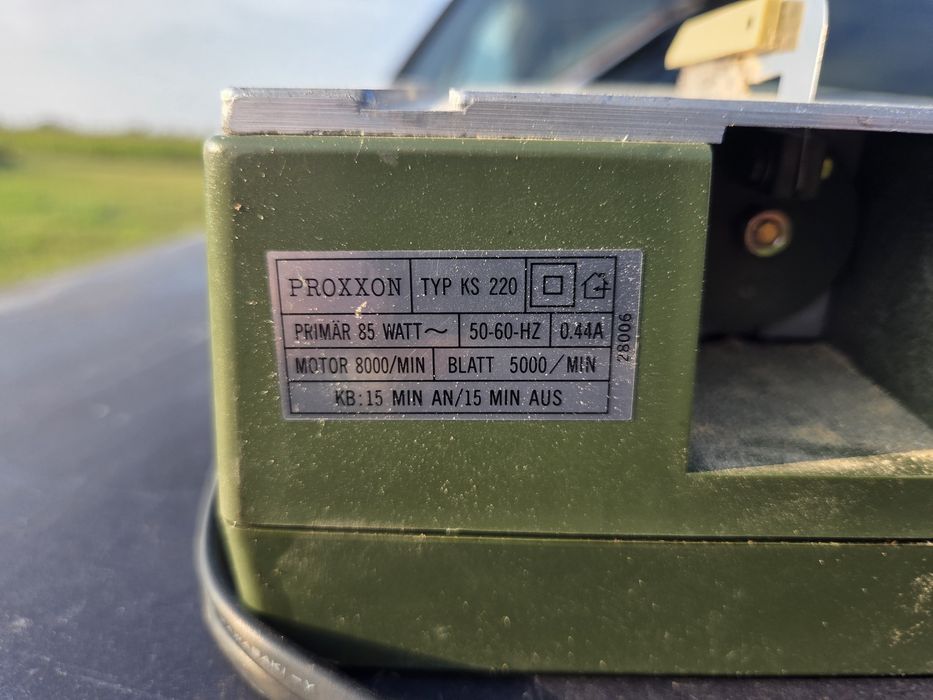 PROXXON TYP KS 220
PRIMÄR 85 WATT~ 50-60-HZ 0.44A
MOTOR 8000/MIN BLATT 5000/MIN
KB:15 MIN AN/15 MIN AUS
28006